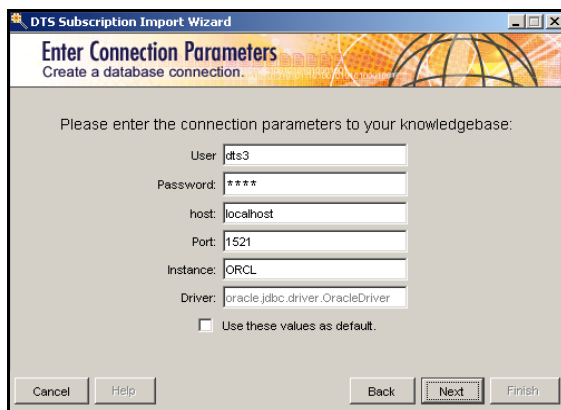 DTS Subscription Import Wizard
Enter Connection Parameters
Create a database connection.
Please enter the connection parameters to your knowledgebase:
User dts3
Password: ****
host: localhost
Port: 1521
Instance: ORCL
Driver: oracle.jdbc.driver.OracleDriver
Use these values as default.
Cancel Help Back Next Finish